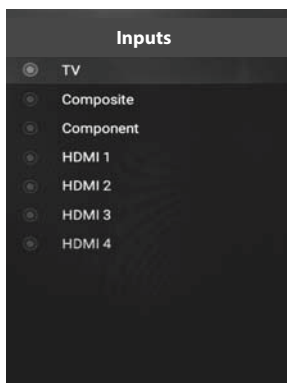 Inputs
TV
Composite
Component
HDMI 1
HDMI 2
HDMI 3
HDMI 4